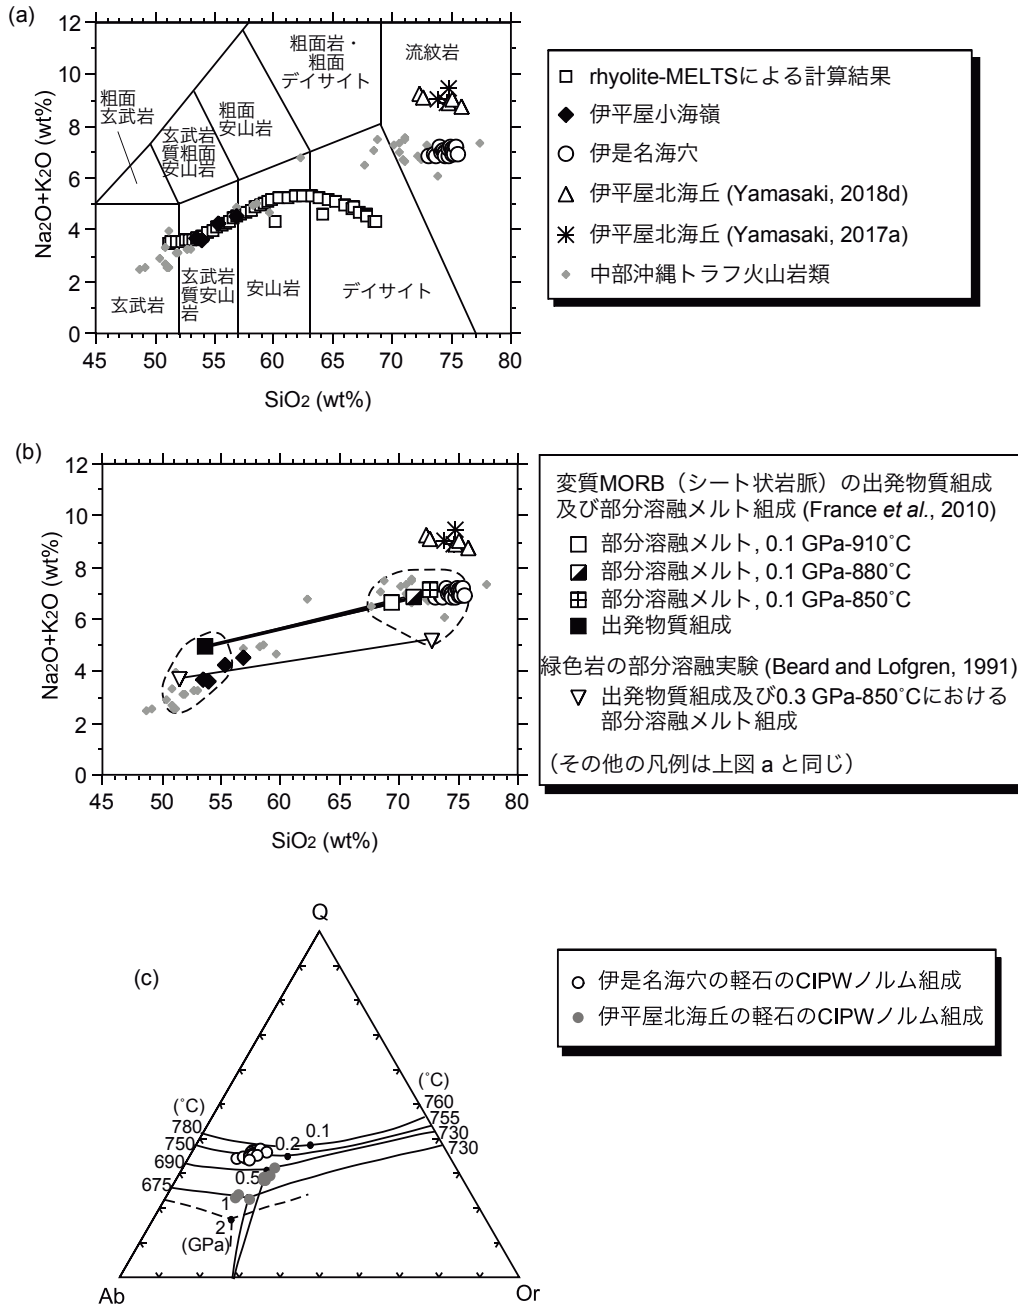 (a)
12
10
8
6
4
2
0
Na2O+K2O (wt%)
粗面
玄武岩
玄武岩
質粗面
安山岩
粗面
安山岩
粗面岩・
粗面
デイサイト
流紋岩
玄武岩
玄武岩
質安山
岩
安山岩
デイサイト
45 50 55 60 65 70 75 80
SiO2 (wt%)
rhyolite-MELTSによる計算結果
伊平屋小海嶺
伊是名海穴
伊平屋北海丘 (Yamasaki, 2018d)
伊平屋北海丘 (Yamasaki, 2017a)
中部沖縄トラフ火山岩類
(b)
12
10
8
6
4
2
0
Na2O+K2O (wt%)
45 50 55 60 65 70 75 80
SiO2 (wt%)
変質MORB（シート状岩脈）の出発物質組成
及び部分溶融メルト組成 (France et al., 2010)
部分溶融メルト, 0.1 GPa-910°C
部分溶融メルト, 0.1 GPa-880°C
部分溶融メルト, 0.1 GPa-850°C
出発物質組成
緑色岩の部分溶融実験 (Beard and Lofgren, 1991)
出発物質組成及び0.3 GPa-850°Cにおける
部分溶融メルト組成
（その他の凡例は上図 a と同じ）
(c)
Q
(°C)
780
750
690
675
(°C)
760
755
730
730
0.1
0.2
0.5
1
2
(GPa)
Ab
Or
伊是名海穴の軽石のCIPWノルム組成
伊平屋北海丘の軽石のCIPWノルム組成